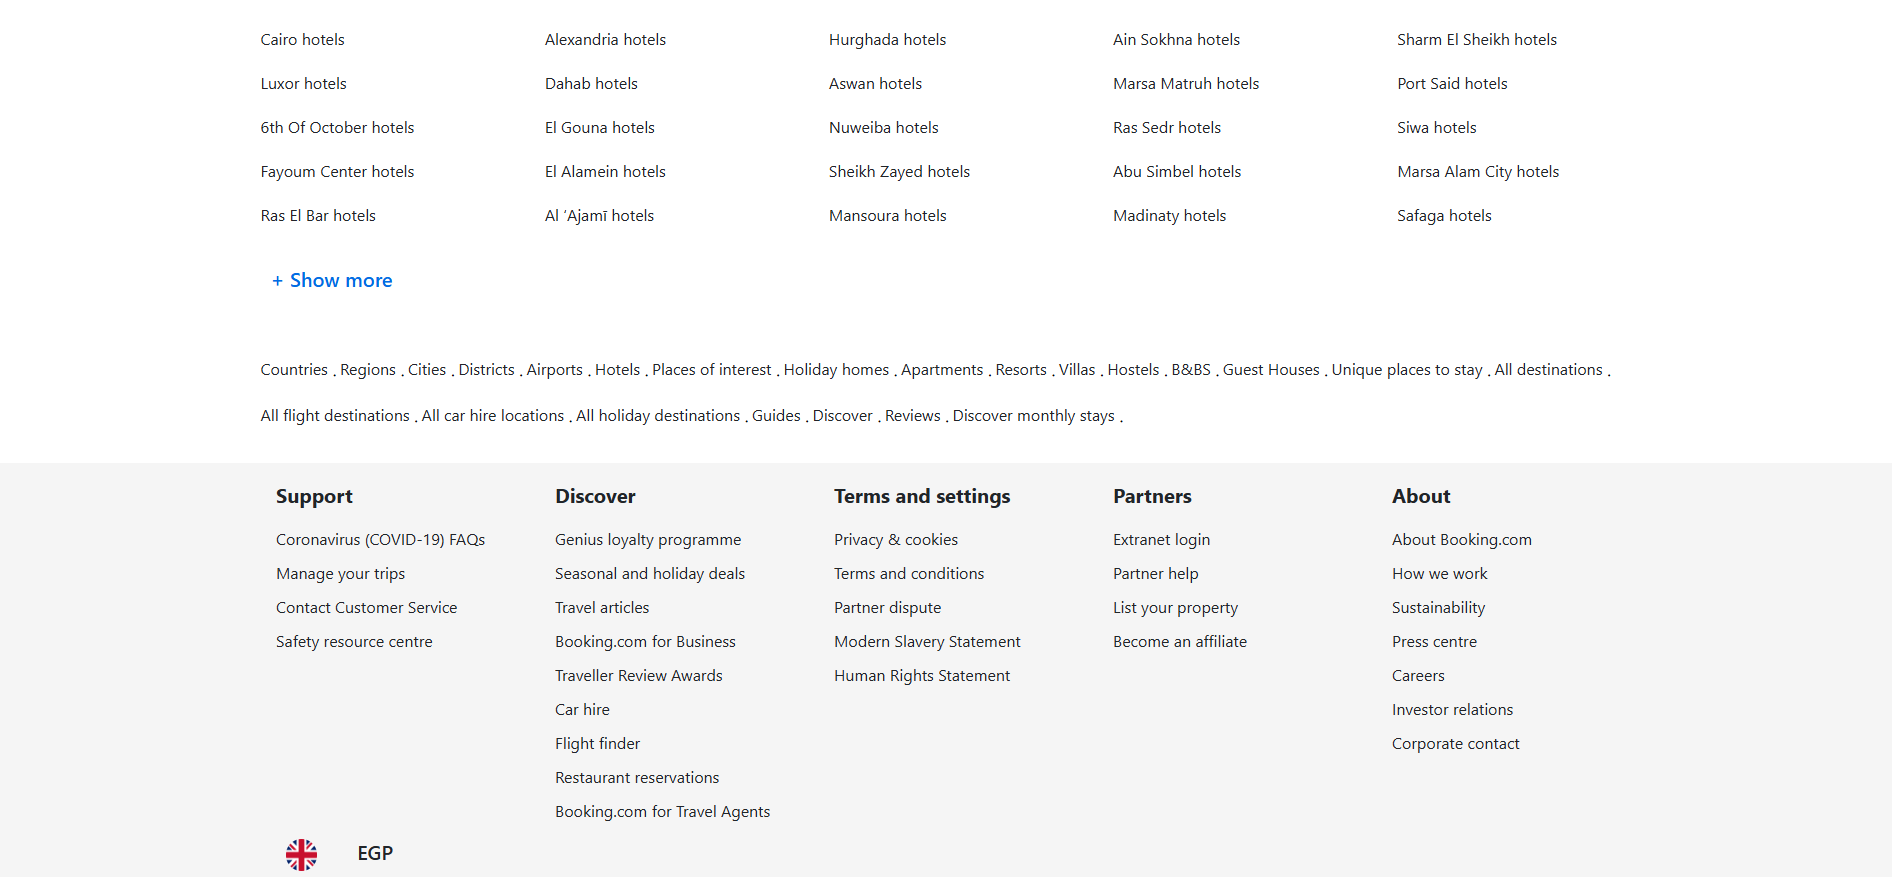 Cairo hotels Alexandria hotels Hurghada hotels Ain Sokhna hotels Sharm El Sheikh hotels
Luxor hotels Dahab hotels Aswan hotels Marsa Matruh hotels Port Said hotels
6th Of October hotels El Gouna hotels Nuweiba hotels Ras Sedr hotels Siwa hotels
Fayoum Center hotels El Alamein hotels Sheikh Zayed hotels Abu Simbel hotels Marsa Alam City hotels
Ras El Bar hotels Al ‘Ajamī hotels Mansoura hotels Madinaty hotels Safaga hotels
+ Show more
Countries . Regions . Cities . Districts . Airports . Hotels . Places of interest . Holiday homes . Apartments . Resorts . Villas . Hostels . B&BS . Guest Houses . Unique places to stay . All destinations .
All flight destinations . All car hire locations . All holiday destinations . Guides . Discover . Reviews . Discover monthly stays .
Support
Coronavirus (COVID-19) FAQs
Manage your trips
Contact Customer Service
Safety resource centre
Discover
Genius loyalty programme
Seasonal and holiday deals
Travel articles
Booking.com for Business
Traveller Review Awards
Car hire
Flight finder
Restaurant reservations
Booking.com for Travel Agents
Terms and settings
Privacy & cookies
Terms and conditions
Partner dispute
Modern Slavery Statement
Human Rights Statement
Partners
Extranet login
Partner help
List your property
Become an affiliate
About
About Booking.com
How we work
Sustainability
Press centre
Careers
Investor relations
Corporate contact
EGP